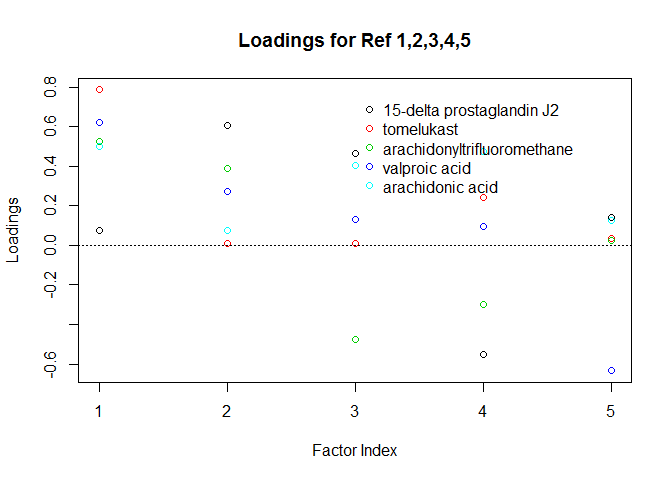 Loadings for Ref 1,2,3,4,5
Loadings
0.8
0.6
0.4
0.2
0.0
-0.2
-0.6
15-delta prostaglandin J2
tomelukast
arachidonyltrifluoromethane
valproic acid
arachidonic acid
1 2 3 4 5
Factor Index